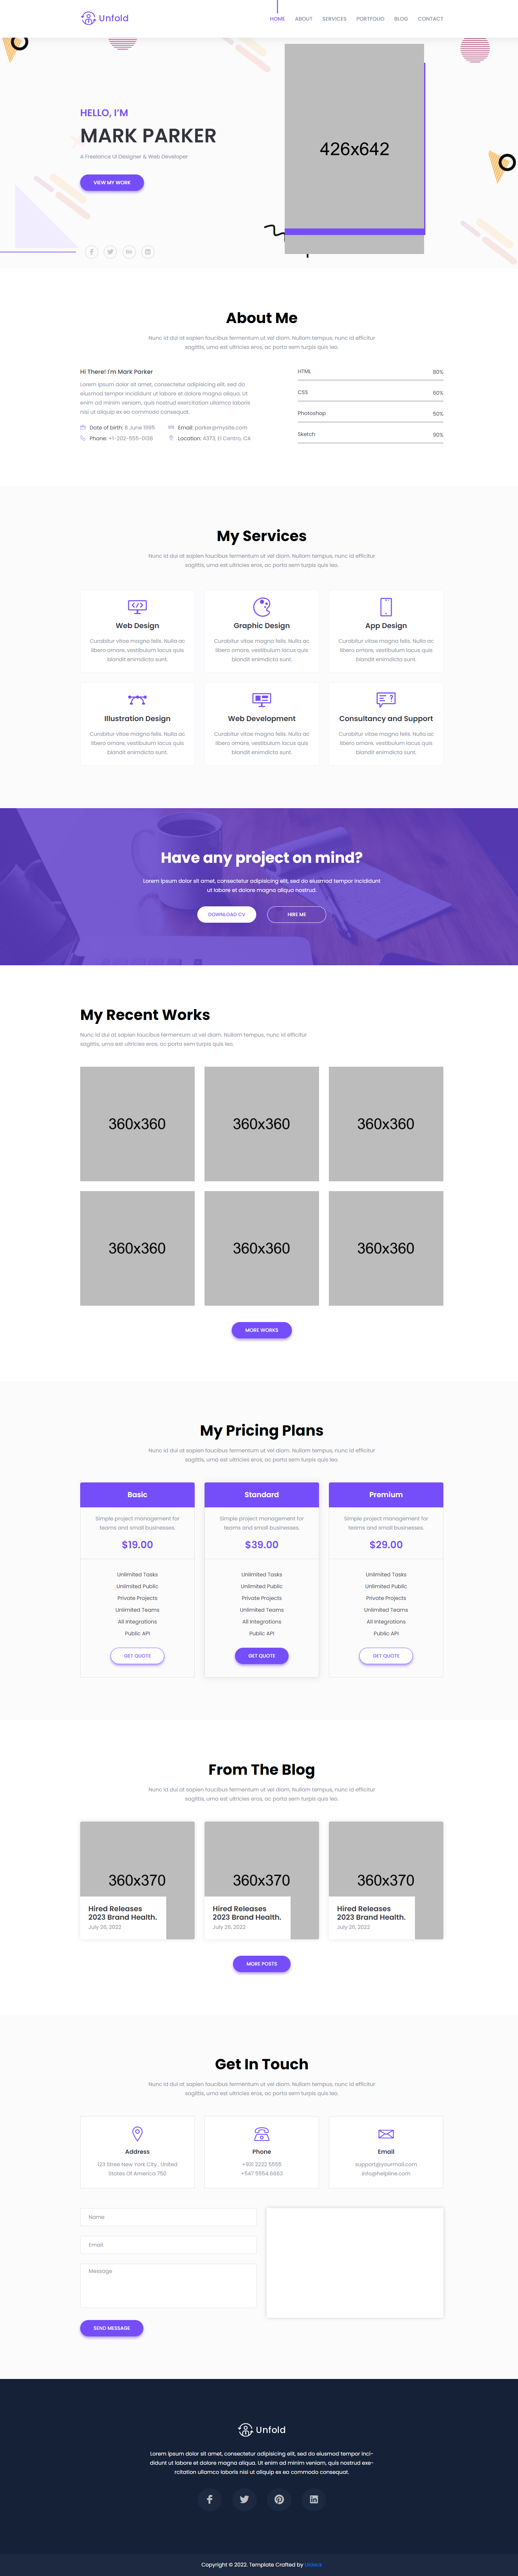 Unfold
HOME ABOUT SERVICES PORTFOLIO BLOG CONTACT
HELLO, I'M
MARK PARKER
A Freelance UI Designer & Web Developer
VIEW MY WORK
426x642
About Me
Nunc id dui at sapien faucibus fermentum ut vel diam. Nullam tempus, nunc id efficitur
sagittis, urna est ultricies eros, ac porta sem turpis quis leo.
Hi There! I'm Mark Parker
Lorem ipsum dolor sit amet, consectetur adipisicing elit, sed do
eiusmod tempor incididunt ut labore et dolore magna aliqua. Ut
enim ad minim veniam, quis nostrud exercitation ullamco laboris
nisi ut aliquip ex ea commodo consequat.
Date of birth: 6 June 1995
Email: parker@mysite.com
Phone: +1-202-555-0138
Location: 4373, El Centro, CA
HTML 80%
CSS 60%
Photoshop 50%
Sketch 90%
My Services
Nunc id dui at sapien faucibus fermentum ut vel diam. Nullam tempus, nunc id efficitur
sagittis, urna est ultricies eros, ac porta sem turpis quis leo.
Web Design
Curabitur vitae magna felis. Nulla ac
libero ornare, vestibulum lacus quis
blandit enimdicta sunt.
Graphic Design
Curabitur vitae magna felis. Nulla ac
libero ornare, vestibulum lacus quis
blandit enimdicta sunt.
App Design
Curabitur vitae magna felis. Nulla ac
libero ornare, vestibulum lacus quis
blandit enimdicta sunt.
Illustration Design
Curabitur vitae magna felis. Nulla ac
libero ornare, vestibulum lacus quis
blandit enimdicta sunt.
Web Development
Curabitur vitae magna felis. Nulla ac
libero ornare, vestibulum lacus quis
blandit enimdicta sunt.
Consultancy and Support
Curabitur vitae magna felis. Nulla ac
libero ornare, vestibulum lacus quis
blandit enimdicta sunt.
Have any project on mind?
Lorem ipsum dolor sit amet, consectetur adipisicing elit, sed do eiusmod tempor incididunt
ut labore et dolore magna aliqua nostrud.
DOWNLOAD CV
HIRE ME
My Recent Works
Nunc id dui at sapien faucibus fermentum ut vel diam. Nullam tempus, nunc id efficitur
sagittis, urna est ultricies eros, ac porta sem turpis quis leo.
360x360 360x360 360x360
360x360 360x360 360x360
MORE WORKS
My Pricing Plans
Nunc id dui at sapien faucibus fermentum ut vel diam. Nullam tempus, nunc id efficitur
sagittis, urna est ultricies eros, ac porta sem turpis quis leo.
Basic
Simple project management for
teams and small businesses.
$19.00
Unlimited Tasks
Unlimited Public
Private Projects
Unlimited Teams
All Integrations
Public API
GET QUOTE
Standard
Simple project management for
teams and small businesses.
$39.00
Unlimited Tasks
Unlimited Public
Private Projects
Unlimited Teams
All Integrations
Public API
GET QUOTE
Premium
Simple project management for
teams and small businesses.
$29.00
Unlimited Tasks
Unlimited Public
Private Projects
Unlimited Teams
All Integrations
Public API
GET QUOTE
From The Blog
Nunc id dui at sapien faucibus fermentum ut vel diam. Nullam tempus, nunc id efficitur
sagittis, urna est ultricies eros, ac porta sem turpis quis leo.
360x370
Hired Releases
2023 Brand Health.
July 26, 2022
360x370
Hired Releases
2023 Brand Health.
July 26, 2022
360x370
Hired Releases
2023 Brand Health.
July 26, 2022
MORE POSTS
Get In Touch
Nunc id dui at sapien faucibus fermentum ut vel diam. Nullam tempus, nunc id efficitur
sagittis, urna est ultricies eros, ac porta sem turpis quis leo.
Address
123 Stree New York City , United
States Of America 750
Phone
+931 2222 5555
+547 5554 6663
Email
support@yourmail.com
info@helpline.com
Name
Email
Message
SEND MESSAGE
Unfold
Lorem ipsum dolor sit amet, consectetur adipisicing elit, sed do eiusmod tempor inci-
didunt ut labore et dolore magna aliqua. Ut enim ad minim veniam, quis nostrud exe-
rcitation ullamco laboris nisi ut aliquip ex ea commodo consequat.
Copyright © 2022. Template Crafted by